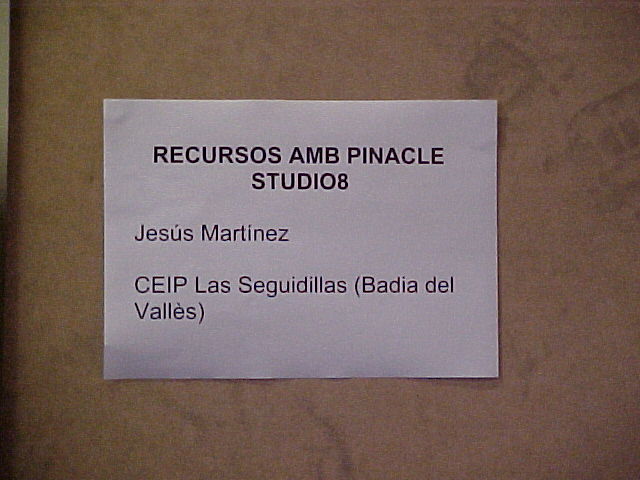 RECURSOS AMB PINACLE
STUDIO8
Jesús Martínez
CEIP Las Seguidillas (Badia del
Vallès)